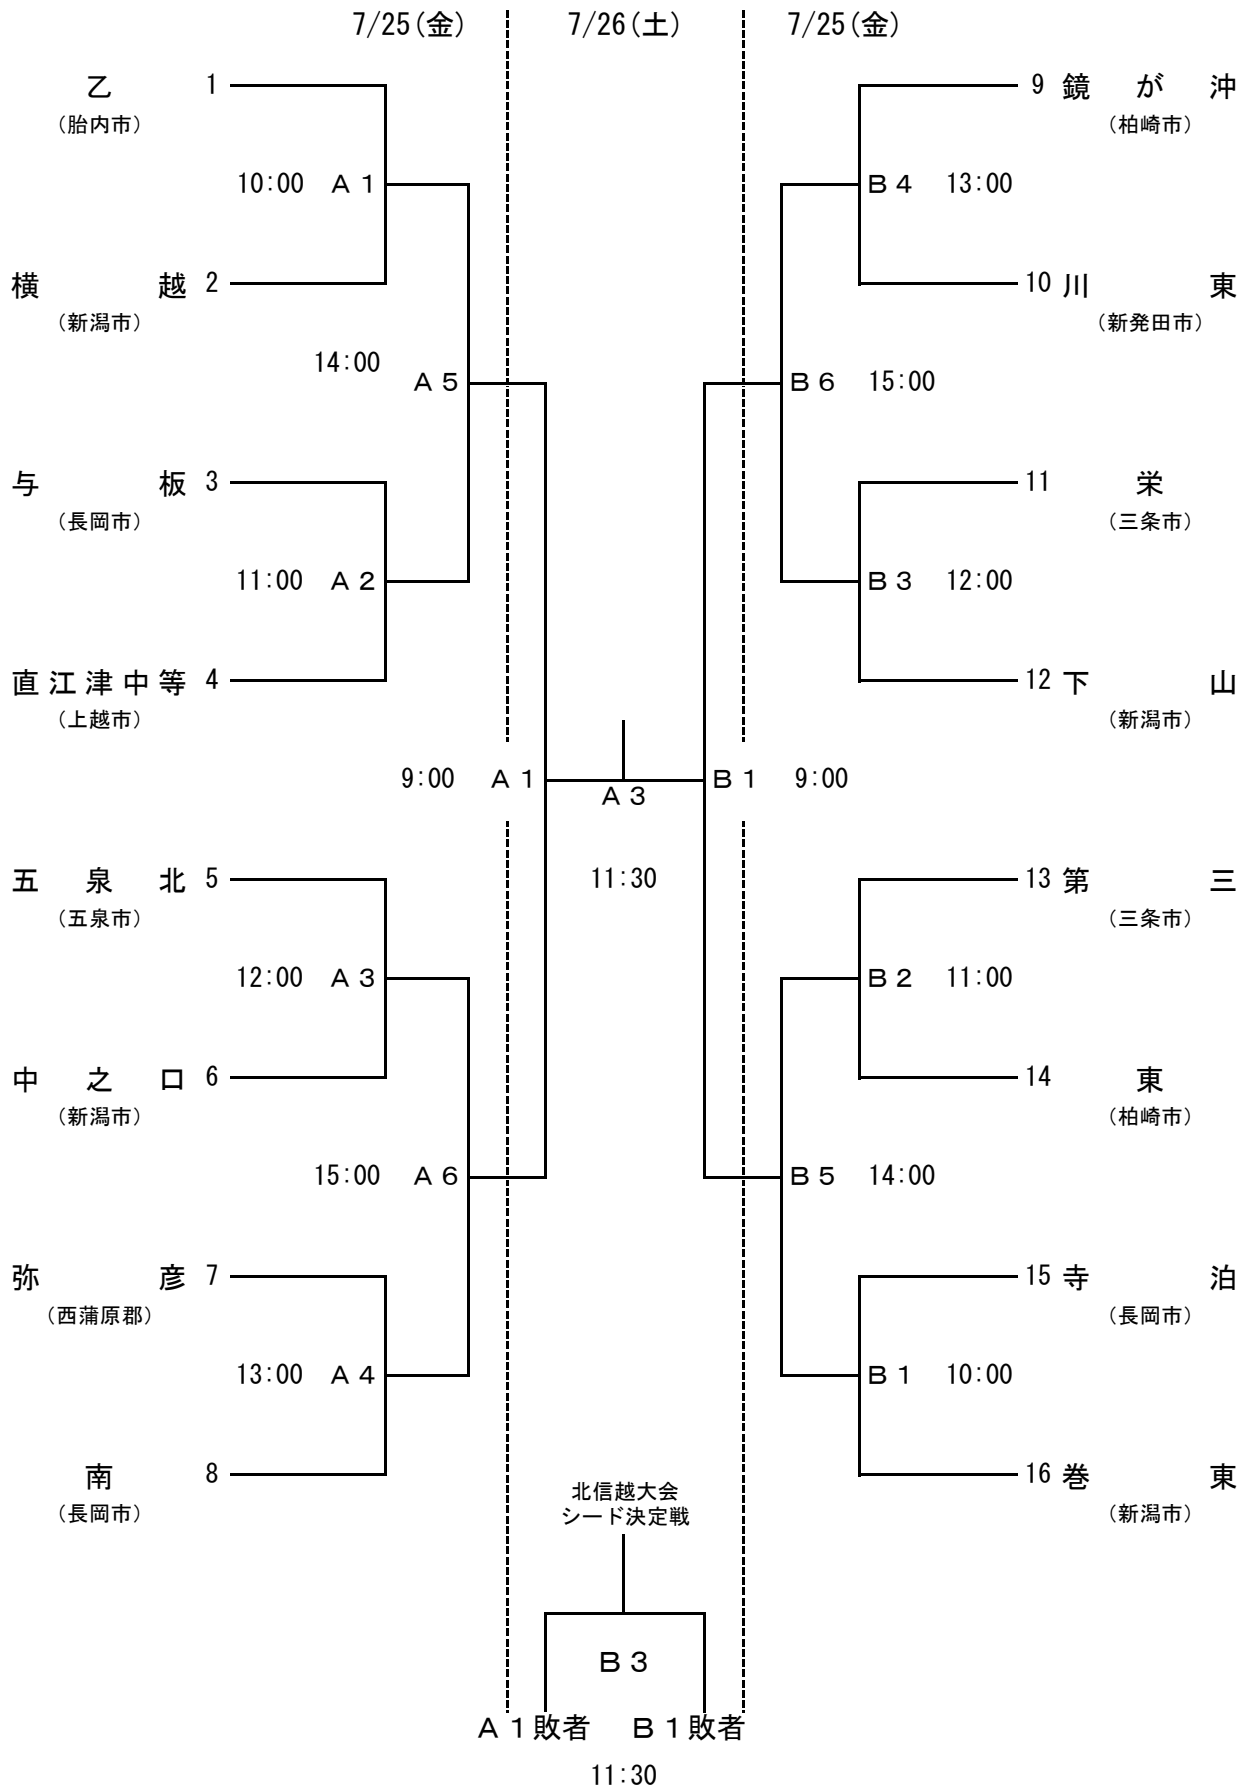 7/25(金) 7/26(土) 7/25(金)
乙 1
(胎内市)
10:00 A1
横越 2
(新潟市)
14:00 A5
与板 3
(長岡市)
11:00 A2
直江津中等 4
(上越市)
9:00 A1
五泉北 5
(五泉市)
12:00 A3
中之口 6
(新潟市)
15:00 A6
弥彦 7
(西蒲原郡)
13:00 A4
南 8
(長岡市)
A3
11:30
9 鏡が沖
(柏崎市)
B4 13:00
10 川東
(新発田市)
B6 15:00
11 栄
(三条市)
B3 12:00
12 下山
(新潟市)
B1 9:00
13 第三
(三条市)
B2 11:00
14 東
(柏崎市)
B5 14:00
15 寺泊
(長岡市)
B1 10:00
16 巻東
(新潟市)
北信越大会
シード決定戦
B3
A1敗者 B1敗者
11:30